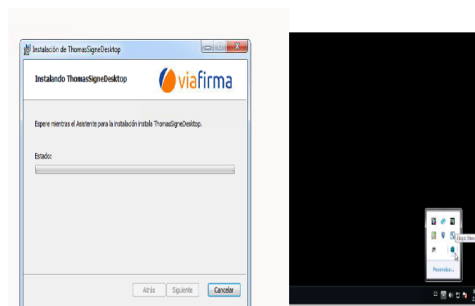 Instalación de ThomasSigneDesktop
Instalando ThomasSigneDesktop
viafirma
Espere mientras el Asistente para la instalación instala ThomasSigneDesktop.
Estado:
Atrás
Siguiente
Cancelar
Personalizar...